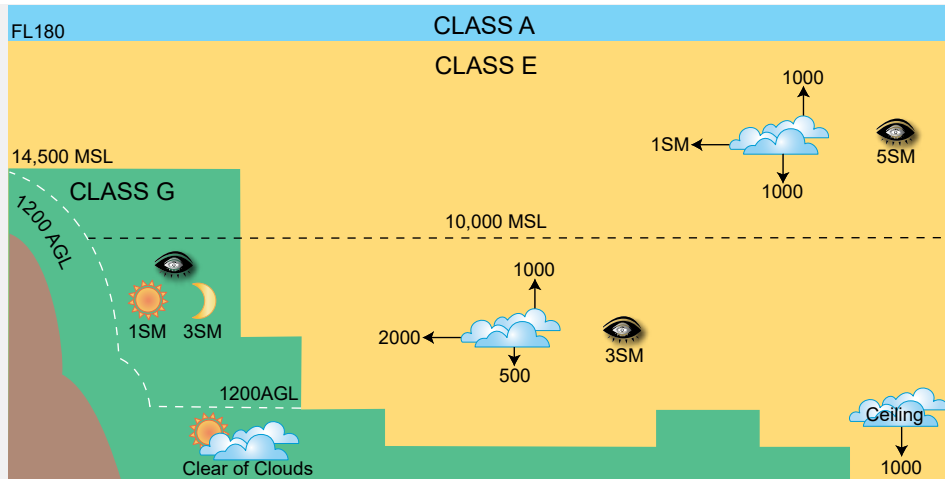 CLASS A
FL180
CLASS E
1000
1SM
5SM
1000
14,500 MSL
CLASS G
1200 AGL
10,000 MSL
1000
1SM 3SM
2000
3SM
500
1200AGL
Ceiling
Clear of Clouds
1000